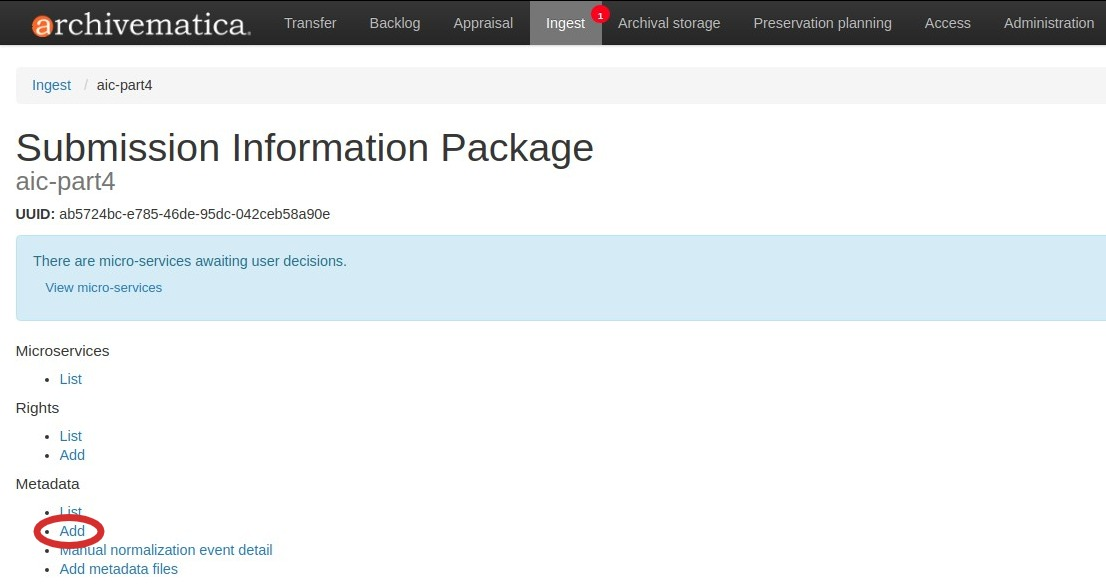 archivematica. Transfer Backlog Appraisal Ingest 1 Archival storage Preservation planning Access Administration
Ingest / aic-part4
Submission Information Package
aic-part4
UUID: ab5724bc-e785-46de-95dc-042ceb58a90e
There are micro-services awaiting user decisions.
View micro-services
Microservices
• List
Rights
• List
• Add
Metadata
• List
• Add
• Manual normalization event detail
• Add metadata files